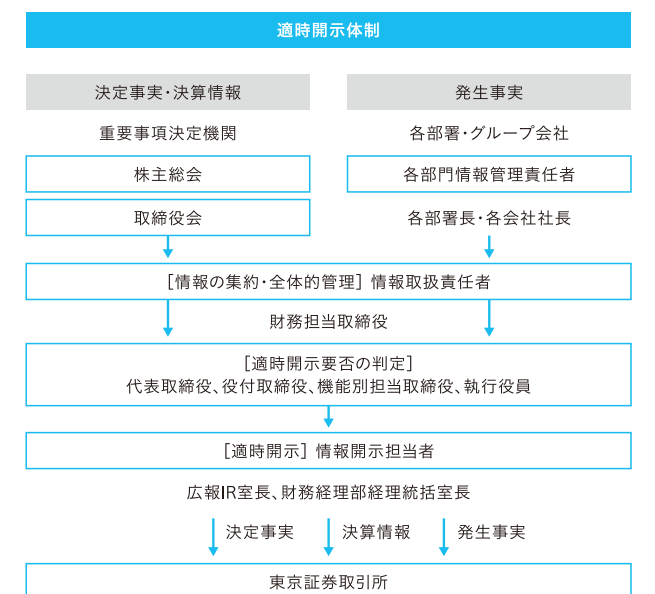 適時開示体制
決定事実・決算情報
発生事実
重要事項決定機関
各部署・グループ会社
株主総会
各部門情報管理責任者
取締役会
各部署長・各会社社長
[情報の集約・全体的管理] 情報取扱責任者
財務担当取締役
[適時開示要否の判定]
代表取締役、役付取締役、機能別担当取締役、執行役員
[適時開示] 情報開示担当者
広報IR室長、財務経理部経理統括室長
決定事実
決算情報
発生事実
東京証券取引所